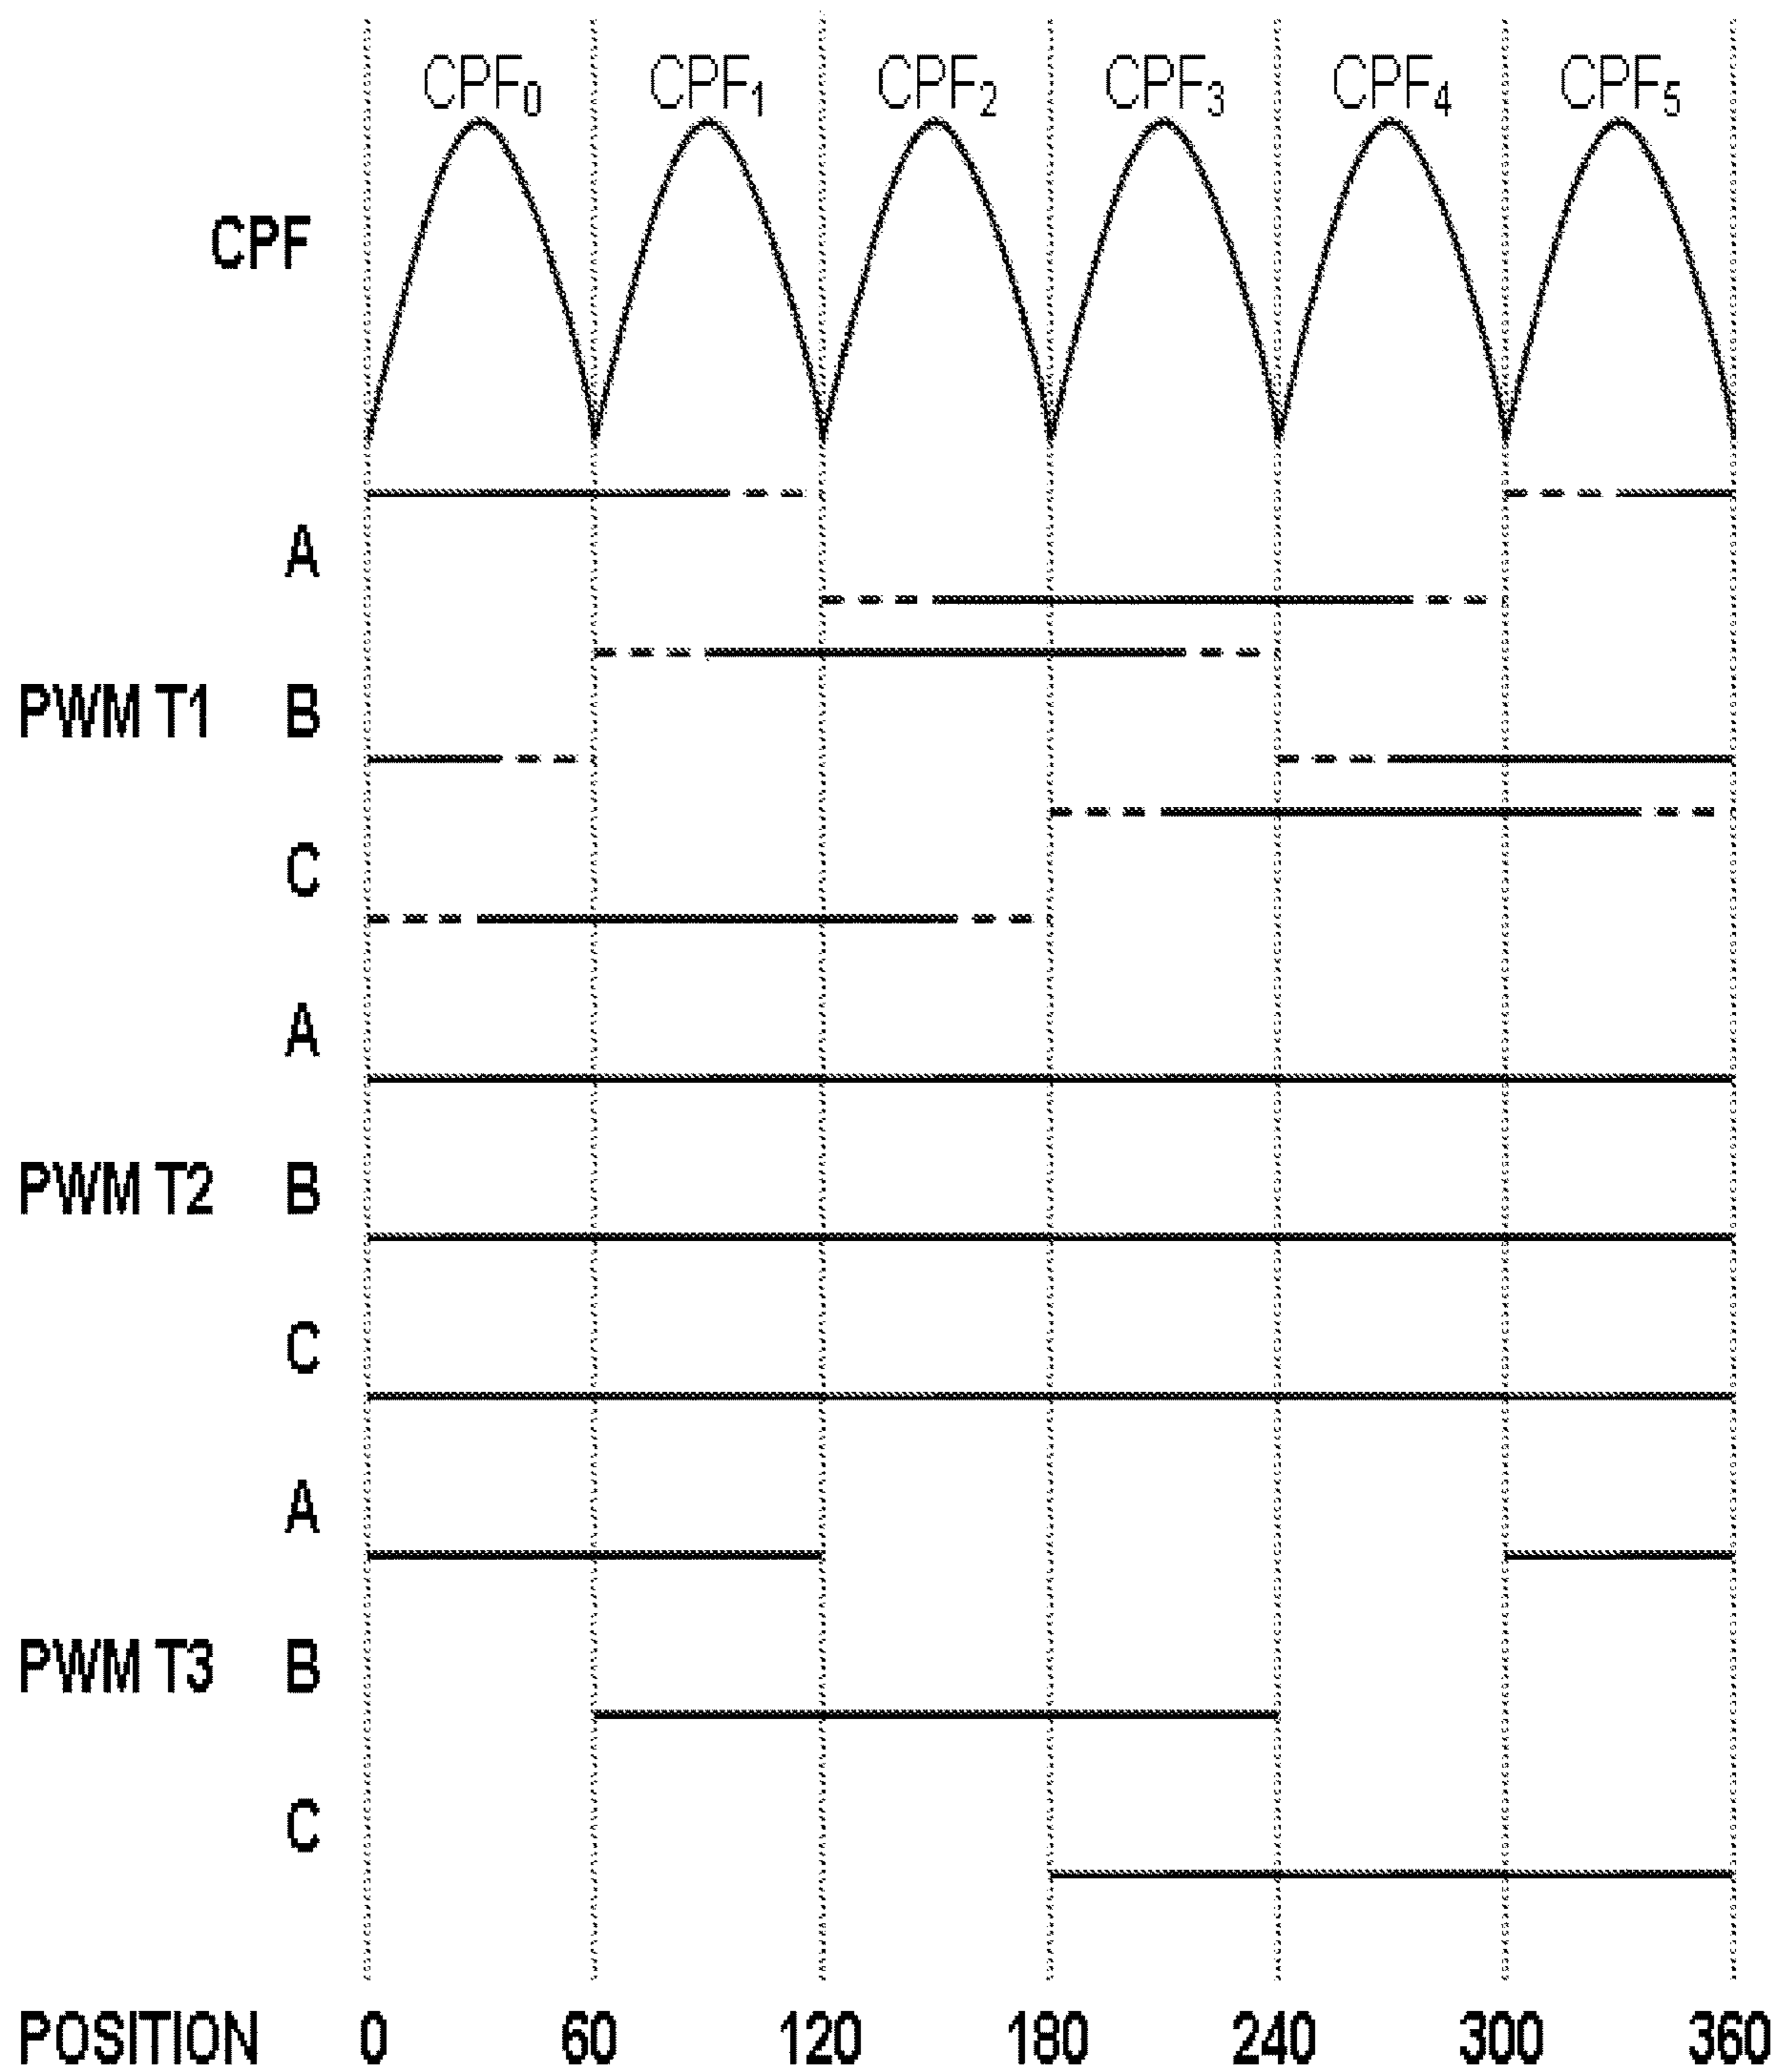 CPF₀ CPF₁ CPF₂ CPF₃ CPF₄ CPF₅
CPF
A
PWM T1 B
C
A
PWM T2 B
C
A
PWM T3 B
C
POSITION 0 60 120 180 240 300 360